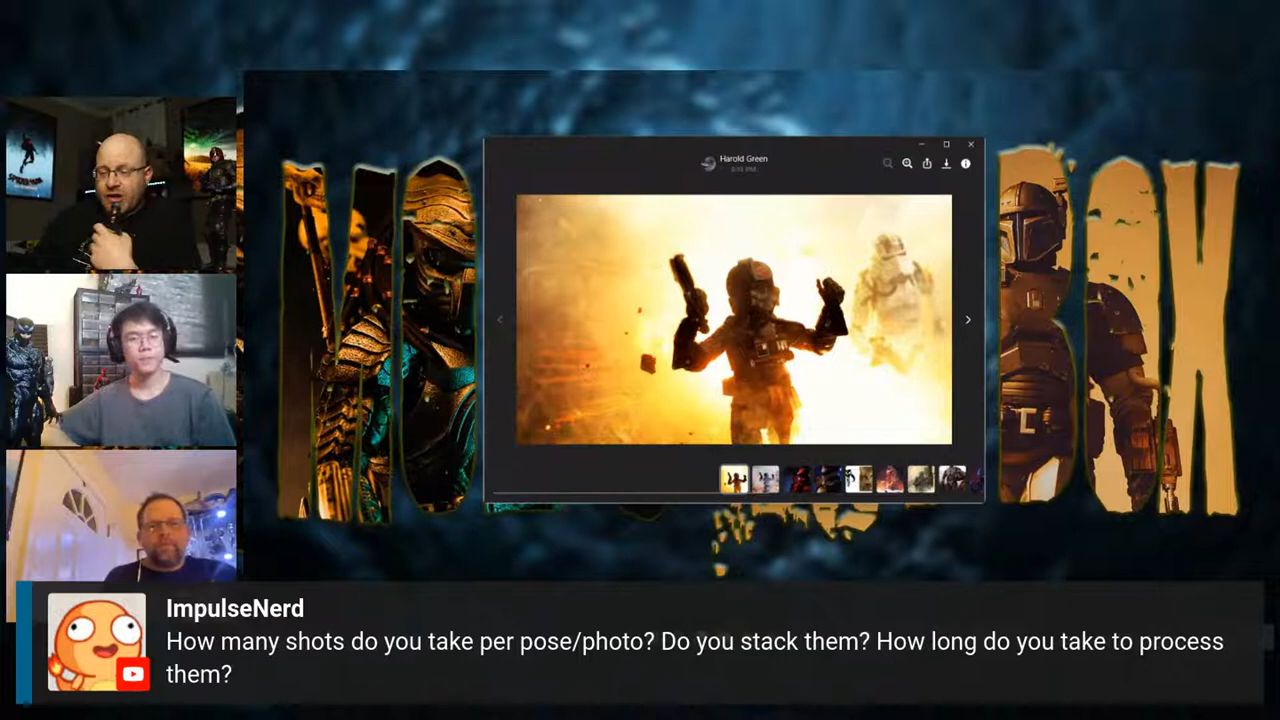 Harold Green
ImpulseNerd
How many shots do you take per pose/photo? Do you stack them? How long do you take to process
them?